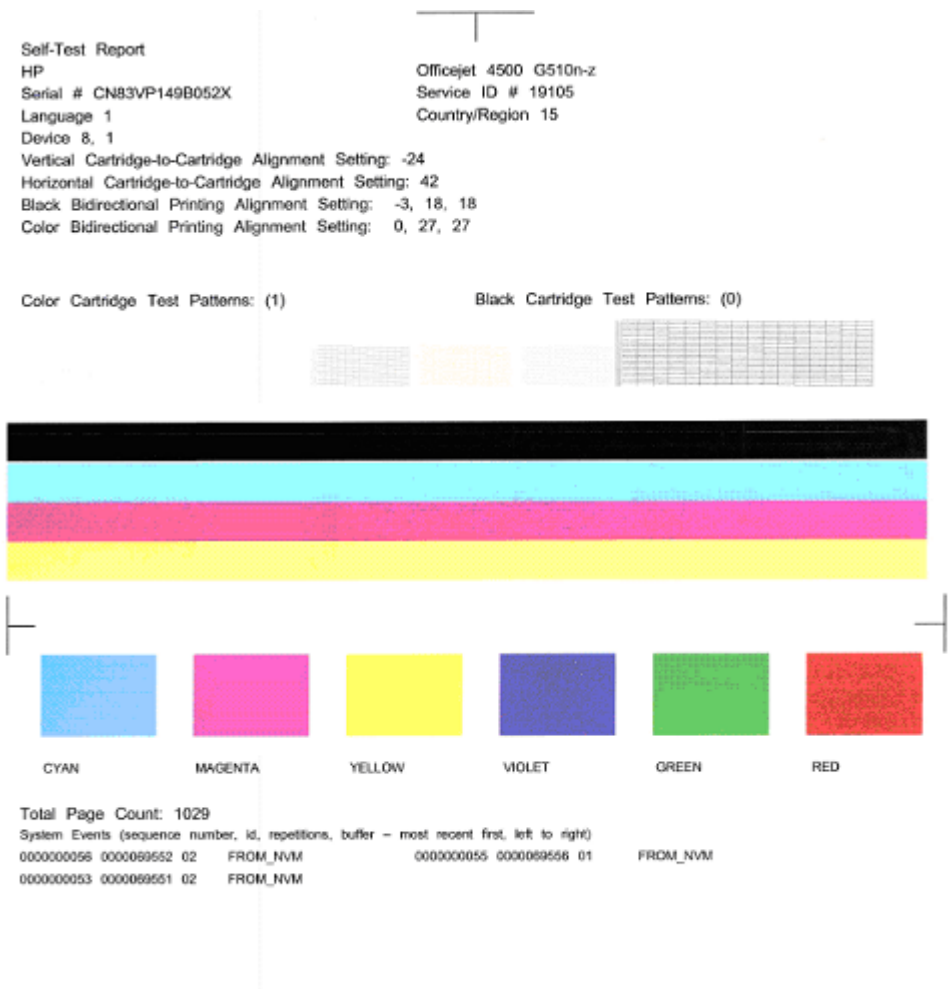 Self-Test Report
HP
Officejet 4500 G510n-z
Serial # CN83VP149B052X
Service ID # 19105
Language 1
Country/Region 15
Device 8, 1
Vertical Cartridge-to-Cartridge Alignment Setting: -24
Horizontal Cartridge-to-Cartridge Alignment Setting: 42
Black Bidirectional Printing Alignment Setting: -3, 18, 18
Color Bidirectional Printing Alignment Setting: 0, 27, 27
Color Cartridge Test Patterns: (1)
Black Cartridge Test Patterns: (0)
CYAN
MAGENTA
YELLOW
VIOLET
GREEN
RED
Total Page Count: 1029
System Events (sequence number, id, repetitions, buffer – most recent first, left to right)
0000000056 0000069552 02 FROM_NVM
0000000055 0000069556 01 FROM_NVM
0000000053 0000069551 02 FROM_NVM